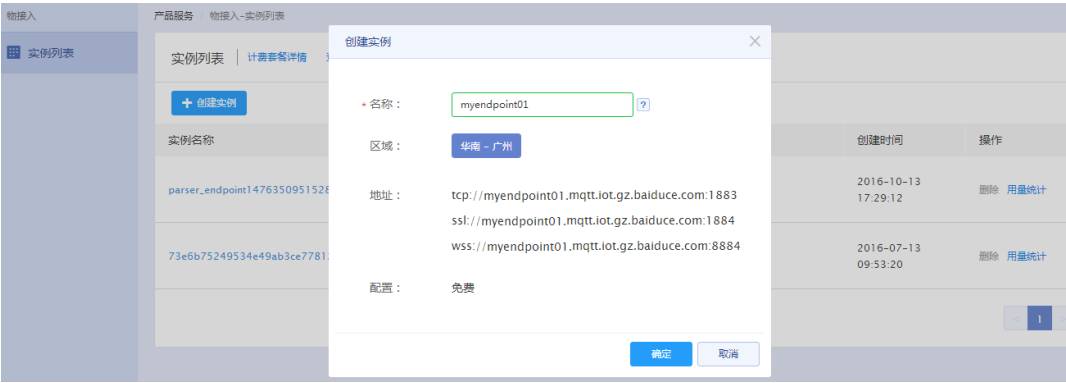 物接入
产品服务 / 物接入-实例列表
实例列表
实例列表 计费套餐详情
+ 创建实例
实例名称 创建时间 操作
parser_endpoint1476350951528 2016-10-13 17:29:12 删除 用量统计
73e6b75249534e49ab3ce7781 2016-07-13 09:53:20 删除 用量统计
< 1
创建实例
* 名称： myendpoint01 ?
区域： 华南 - 广州
地址： tcp://myendpoint01.mqtt.iot.gz.baiduce.com:1883
ssl://myendpoint01.mqtt.iot.gz.baiduce.com:1884
wss://myendpoint01.mqtt.iot.gz.baiduce.com:8884
配置： 免费
确定 取消